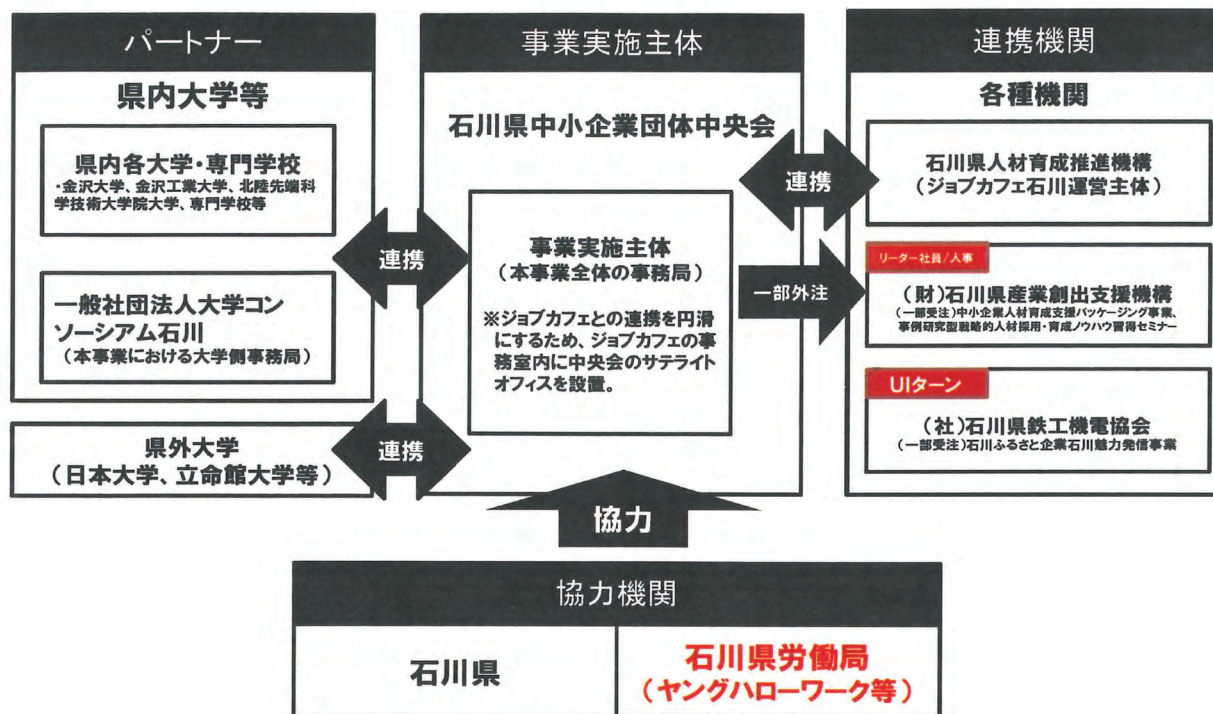 パートナー
県内大学等
県内各大学・専門学校
・金沢大学、金沢工業大学、北陸先端科
学技術大学院大学、専門学校等
一般社団法人大学コン
ソーシアム石川
（本事業における大学側事務局）
県外大学
（日本大学、立命館大学等）
連携
連携
事業実施主体
石川県中小企業団体中央会
事業実施主体
（本事業全体の事務局）
※ジョブカフェとの連携を円滑
にするため、ジョブカフェの事
務室内に中央会のサテライト
オフィスを設置。
連携
一部外注
連携機関
各種機関
石川県人材育成推進機構
（ジョブカフェ石川運営主体）
リーダー社員/人事
（財）石川県産業創出支援機構
（一部受注）中小企業人材育成支援パッケージング事業、
事例研究型戦略的人材採用・育成ノウハウ習得セミナー
UIターン
（社）石川県鉄工機電協会
（一部受注）石川ふるさと企業石川魅力発信事業
協力
協力機関
石川県
石川県労働局
（ヤングハローワーク等）